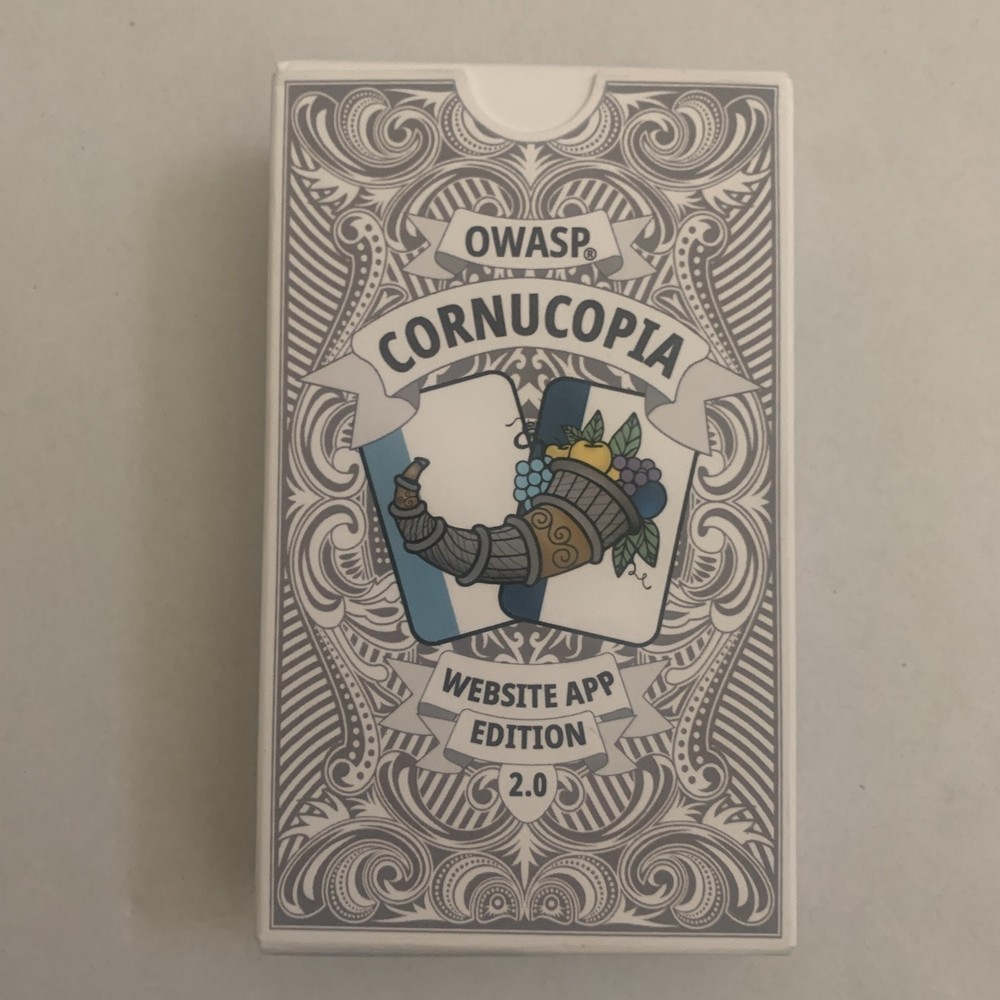 OWASP®
CORNUCOPIA
WEBSITE APP
EDITION
2.0